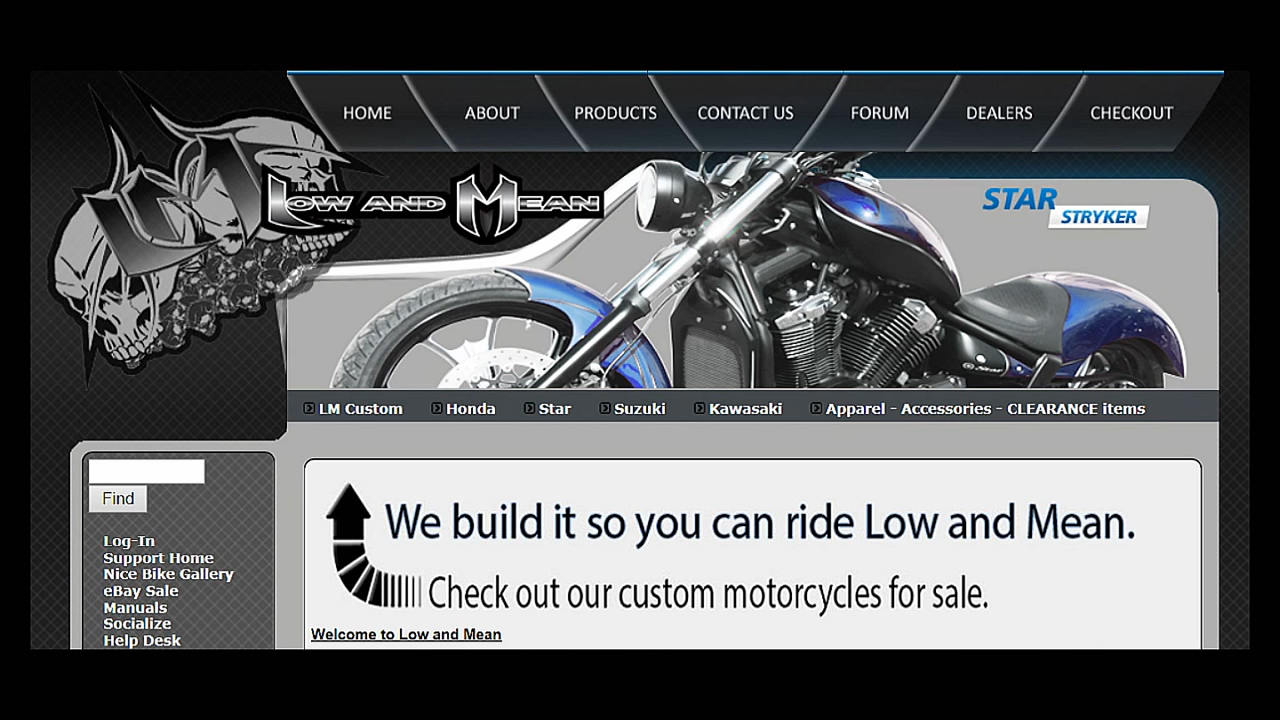 HOME ABOUT PRODUCTS CONTACT US FORUM DEALERS CHECKOUT
LM
LOW AND MEAN
STAR
STRYKER
LM Custom Honda Star Suzuki Kawasaki Apparel - Accessories - CLEARANCE items
Find
Log-In
Support Home
Nice Bike Gallery
eBay Sale
Manuals
Socialize
Help Desk
We build it so you can ride Low and Mean.
Check out our custom motorcycles for sale.
Welcome to Low and Mean